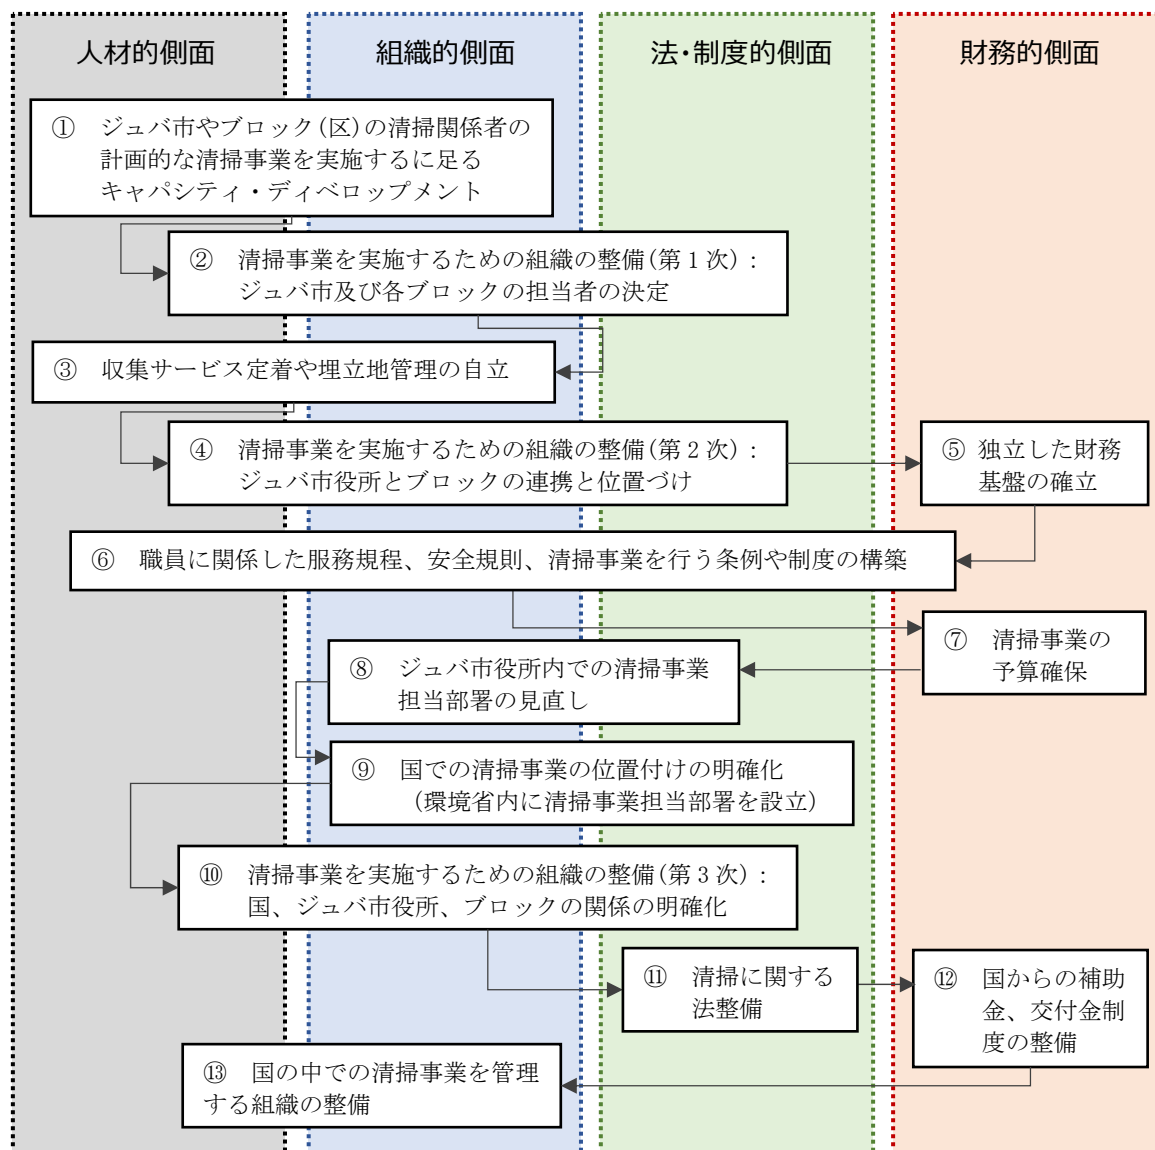 人材的側面
組織的側面
法・制度的側面
財務的側面
① ジュバ市やブロック(区)の清掃関係者の
計画的な清掃事業を実施するに足る
キャパシティ・ディベロップメント
② 清掃事業を実施するための組織の整備(第1次)：
ジュバ市及び各ブロックの担当者の決定
③ 収集サービス定着や埋立地管理の自立
④ 清掃事業を実施するための組織の整備(第2次)：
ジュバ市役所とブロックの連携と位置づけ
⑤ 独立した財務
基盤の確立
⑥ 職員に関係した服務規程、安全規則、清掃事業を行う条例や制度の構築
⑦ 清掃事業の
予算確保
⑧ ジュバ市役所内での清掃事業
担当部署の見直し
⑨ 国での清掃事業の位置付けの明確化
(環境省内に清掃事業担当部署を設立)
⑩ 清掃事業を実施するための組織の整備(第3次)：
国、ジュバ市役所、ブロックの関係の明確化
⑪ 清掃に関する
法整備
⑫ 国からの補助
金、交付金制
度の整備
⑬ 国の中での清掃事業を管理
する組織の整備